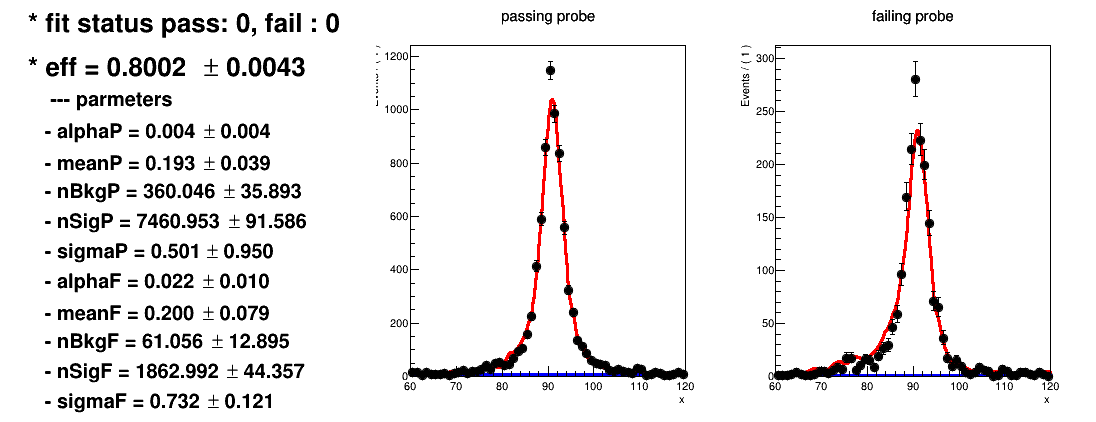 * fit status pass: 0, fail : 0
* eff = 0.8002 ± 0.0043
--- parmeters
- alphaP = 0.004 ± 0.004
- meanP = 0.193 ± 0.039
- nBkgP = 360.046 ± 35.893
- nSigP = 7460.953 ± 91.586
- sigmaP = 0.501 ± 0.950
- alphaF = 0.022 ± 0.010
- meanF = 0.200 ± 0.079
- nBkgF = 61.056 ± 12.895
- nSigF = 1862.992 ± 44.357
- sigmaF = 0.732 ± 0.121
passing probe
1200
1000
800
600
400
200
0
60 70 80 90 100 110 120
x
failing probe
Events / ( 1 )
300
250
200
150
100
50
0
60 70 80 90 100 110 120
x